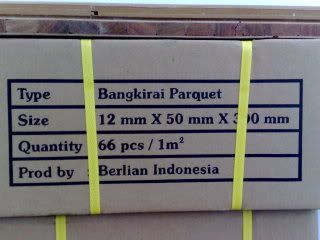 Type : Bangkirai Parquet
Size : 12 mm X 50 mm X 300 mm
Quantity : 66 pcs / 1m²
Prod by : Berlian Indonesia